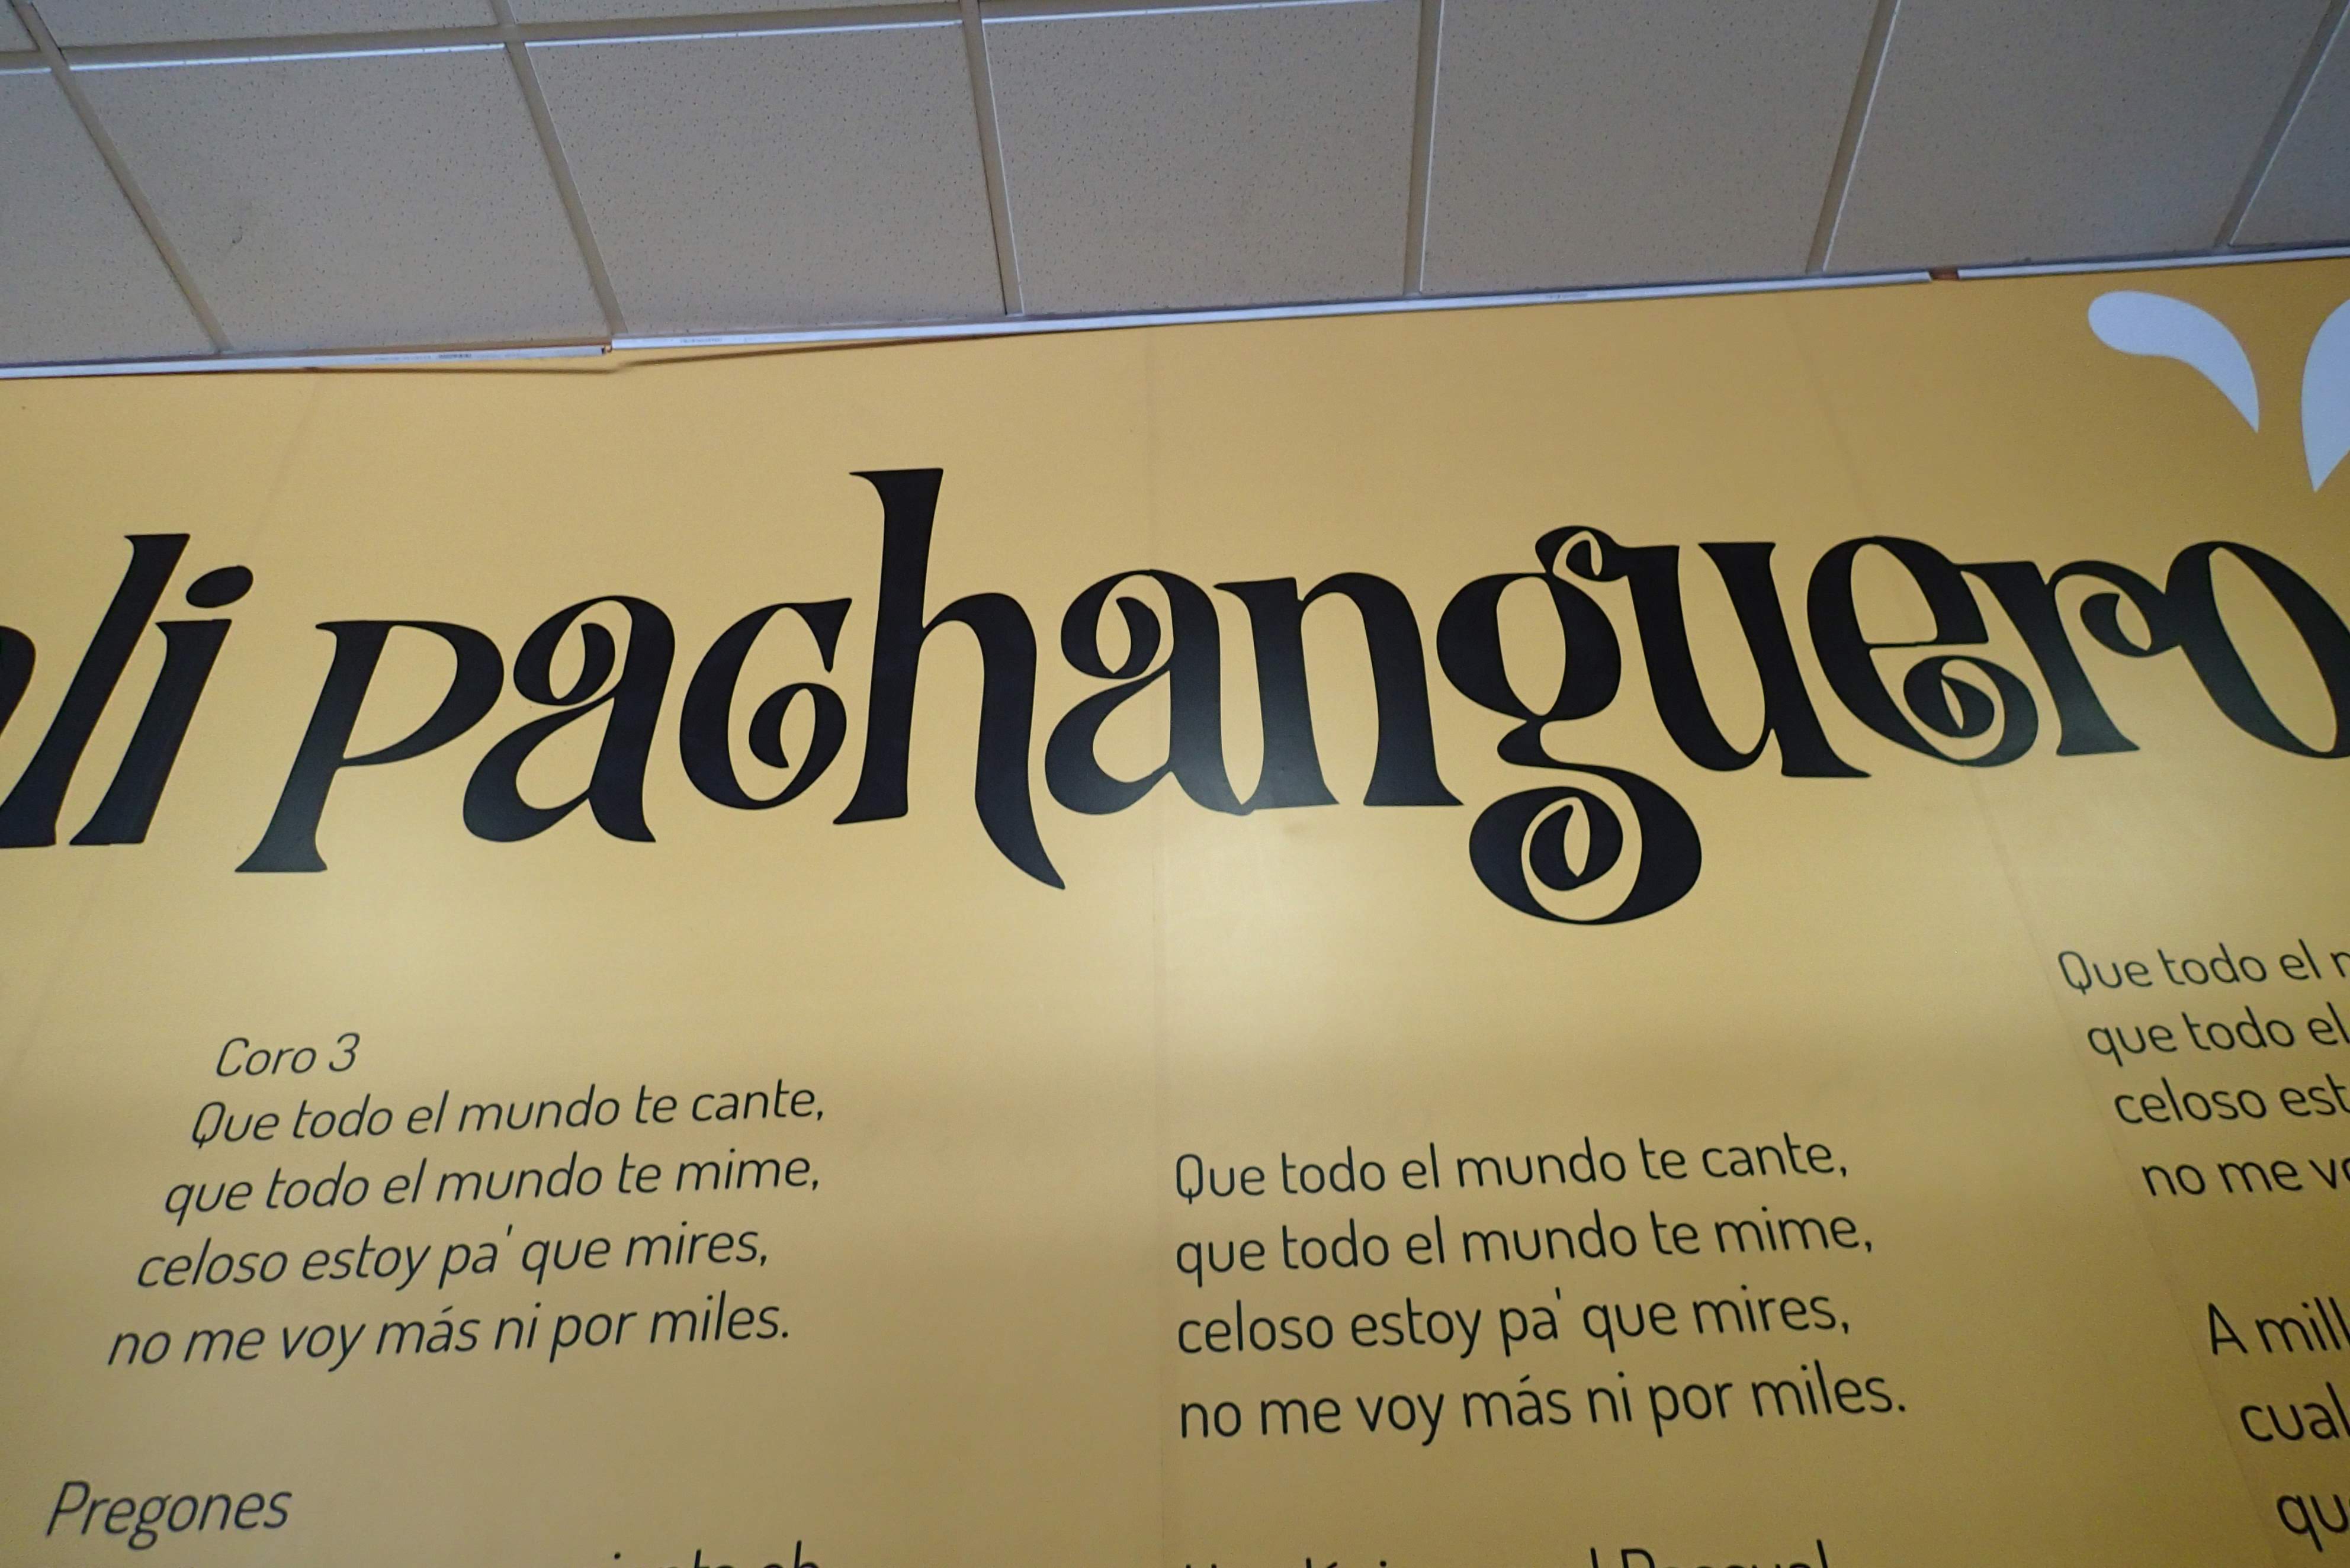 li pachanguero
Coro 3
Que todo el mundo te cante,
que todo el mundo te mime,
celoso estoy pa' que mires,
no me voy más ni por miles.
Pregones
Que todo el mundo te cante,
que todo el mundo te mime,
celoso estoy pa' que mires,
no me voy más ni por miles.
Que todo el
que todo el
celoso est
no me
A mill
cual
qu